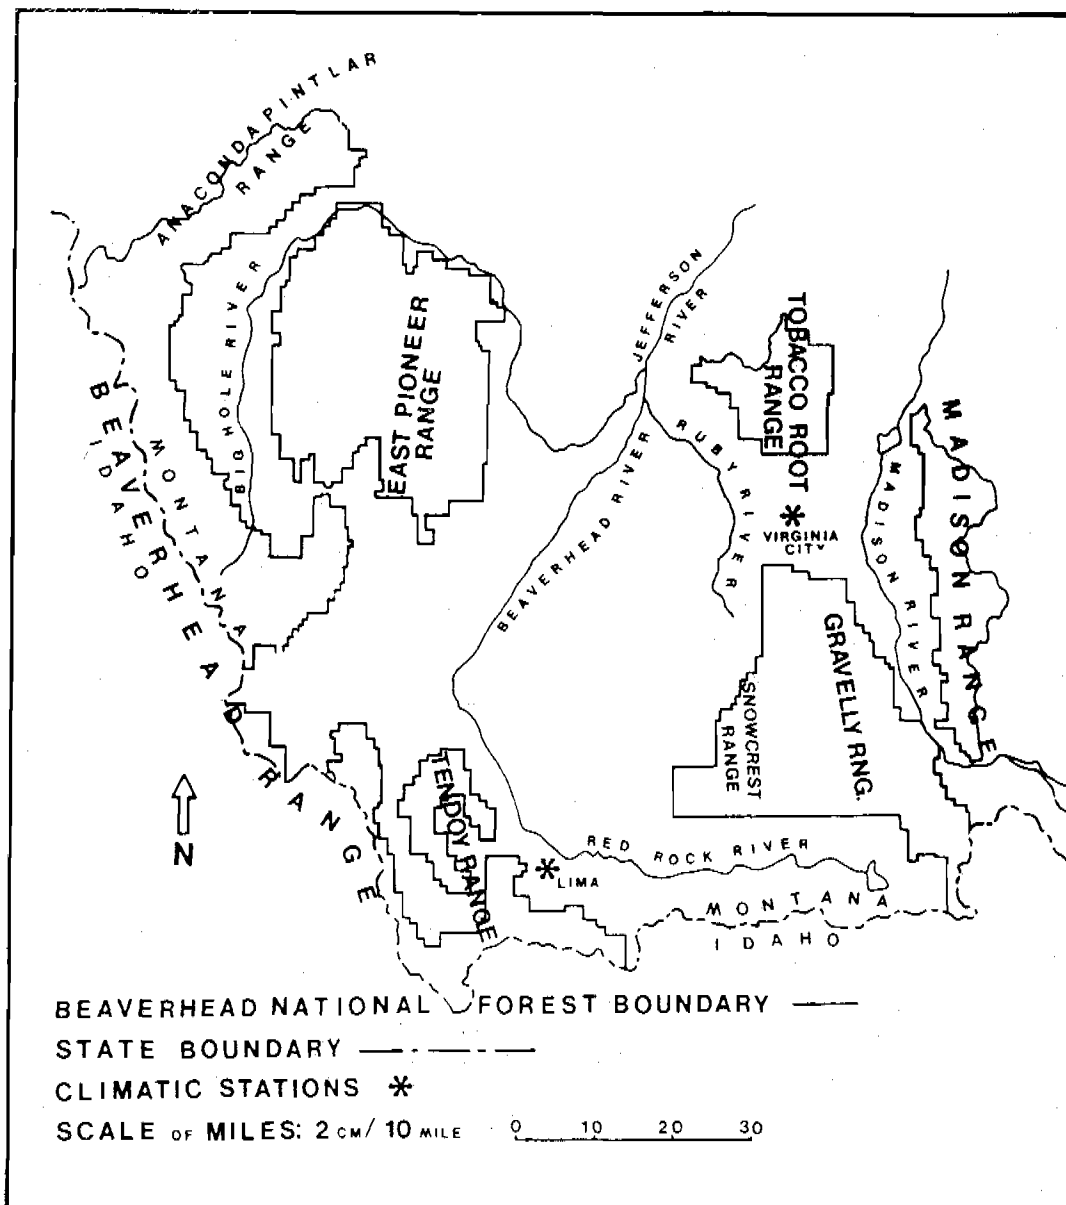 ANACONDA PINTLAR
RANGE
BIG HOLE RIVER
EAST PIONEER
RANGE
JEFFERSON
RIVER
TOBACCO ROOT
RANGE
RUBY RIVER
BEAVERHEAD RIVER
VIRGINIA
CITY
MADISON RIVER
MADISON RANGE
BEAVERHEAD RANGE
MONTANA
IDAHO
GRAVELLY RNG.
SNOWCREST
RANGE
TENDOY RANGE
RED ROCK RIVER
LIMA
MONTANA
IDAHO
N
BEAVERHEAD NATIONAL FOREST BOUNDARY
STATE BOUNDARY
CLIMATIC STATIONS
SCALE OF MILES: 2 CM/ 10 MILE
0 10 20 30